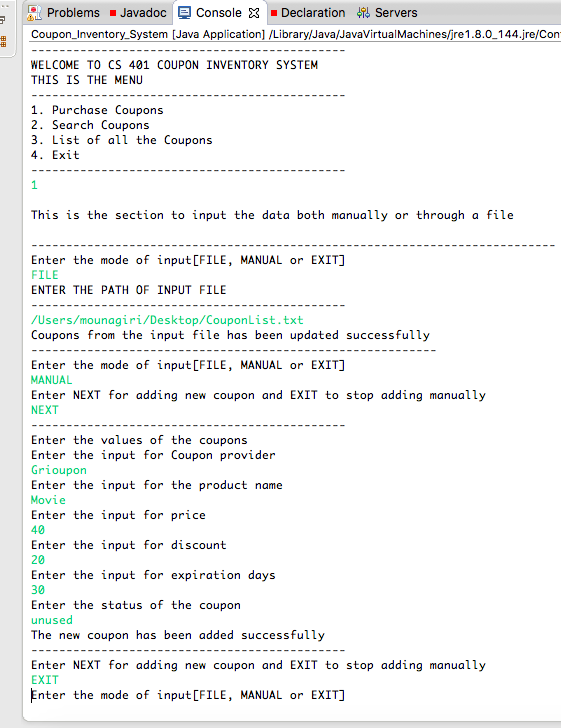 Problems Javadoc Console Declaration Servers
Coupon_Inventory_System [Java Application] /Library/Java/JavaVirtualMachines/jre1.8.0_144.jre/Con
------------------------------------------
WELCOME TO CS 401 COUPON INVENTORY SYSTEM
THIS IS THE MENU
------------------------------------------
1. Purchase Coupons
2. Search Coupons
3. List of all the Coupons
4. Exit
------------------------------------------
1
This is the section to input the data both manually or through a file
----------------------------------------------------------------------
Enter the mode of input[FILE, MANUAL or EXIT]
FILE
ENTER THE PATH OF INPUT FILE
------------------------------------------
/Users/mounagiri/Desktop/CouponList.txt
Coupons from the input file has been updated successfully
------------------------------------------------------
Enter the mode of input[FILE, MANUAL or EXIT]
MANUAL
Enter NEXT for adding new coupon and EXIT to stop adding manually
NEXT
------------------------------------------
Enter the values of the coupons
Enter the input for Coupon provider
Grioupon
Enter the input for the product name
Movie
Enter the input for price
40
Enter the input for discount
20
Enter the input for expiration days
30
Enter the status of the coupon
unused
The new coupon has been added successfully
------------------------------------------
Enter NEXT for adding new coupon and EXIT to stop adding manually
EXIT
Enter the mode of input[FILE, MANUAL or EXIT]